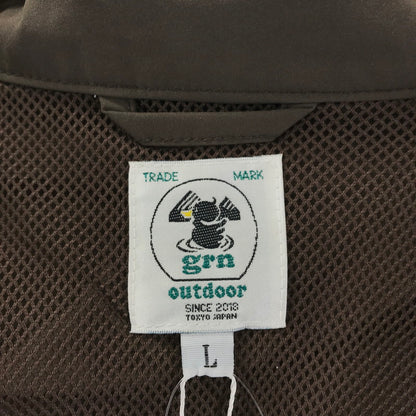 TRADE MARK
grn
outdoor
SINCE 2018
TOKYO JAPAN
L